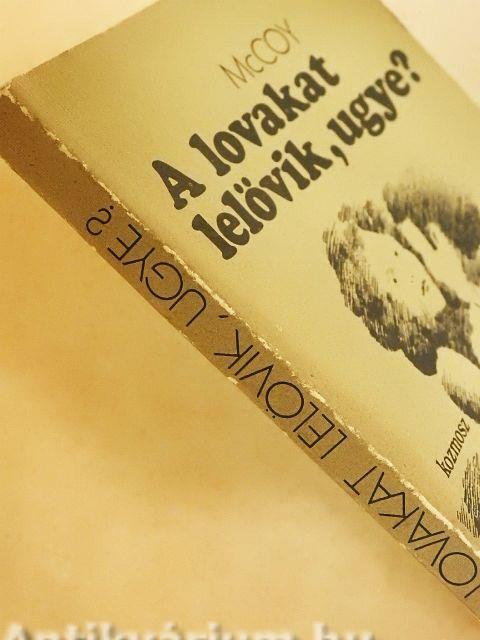 McCOY
A lovakat
lelövik, ugye?
kozmosz
LOVAKAT LELÖVIK, UGYE?
Antikvárium.hu